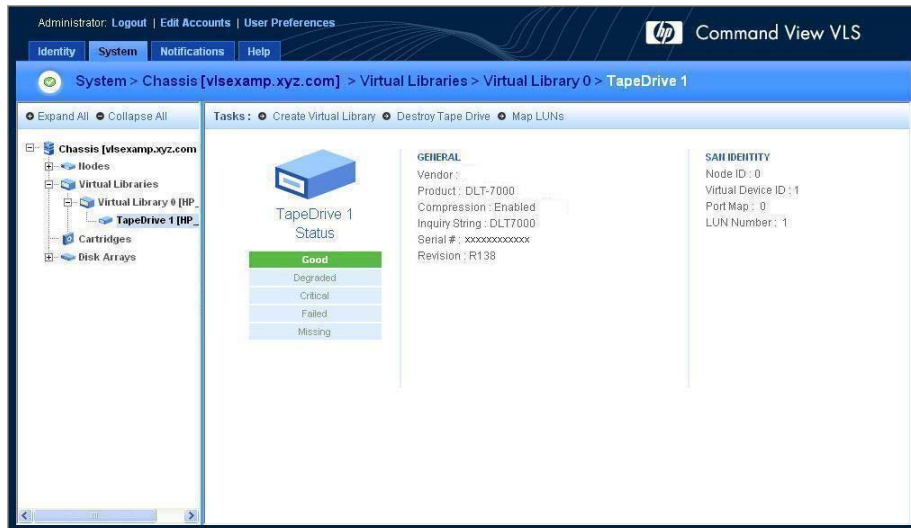 Administrator: Logout | Edit Accounts | User Preferences
hp Command View VLS
Identity System Notifications Help
System > Chassis [vlsexamp.xyz.com] > Virtual Libraries > Virtual Library 0 > TapeDrive 1
Expand All Collapse All
Tasks: Create Virtual Library Destroy Tape Drive Map LUNs
Chassis [vlsexamp.xyz.com
Nodes
Virtual Libraries
Virtual Library 0 [HP_
TapeDrive 1 [HP_
Cartridges
Disk Arrays
TapeDrive 1
Status
Good
Degraded
Critical
Failed
Missing
GENERAL
Vendor :
Product : DLT-7000
Compression : Enabled
Inquiry String : DLT7000
Serial # : xxxxxxxxxxxx
Revision : R138
SAN IDENTITY
Node ID : 0
Virtual Device ID : 1
Port Map : 0
LUN Number : 1